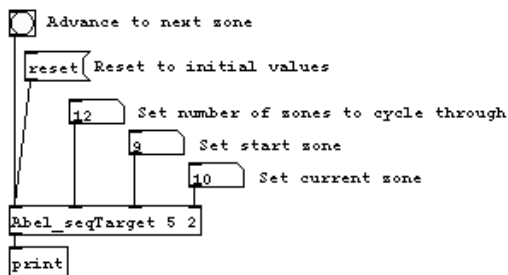 Advance to next zone
reset Reset to initial values
12 Set number of zones to cycle through
9 Set start zone
10 Set current zone
Abel_seqTarget 5 2
print